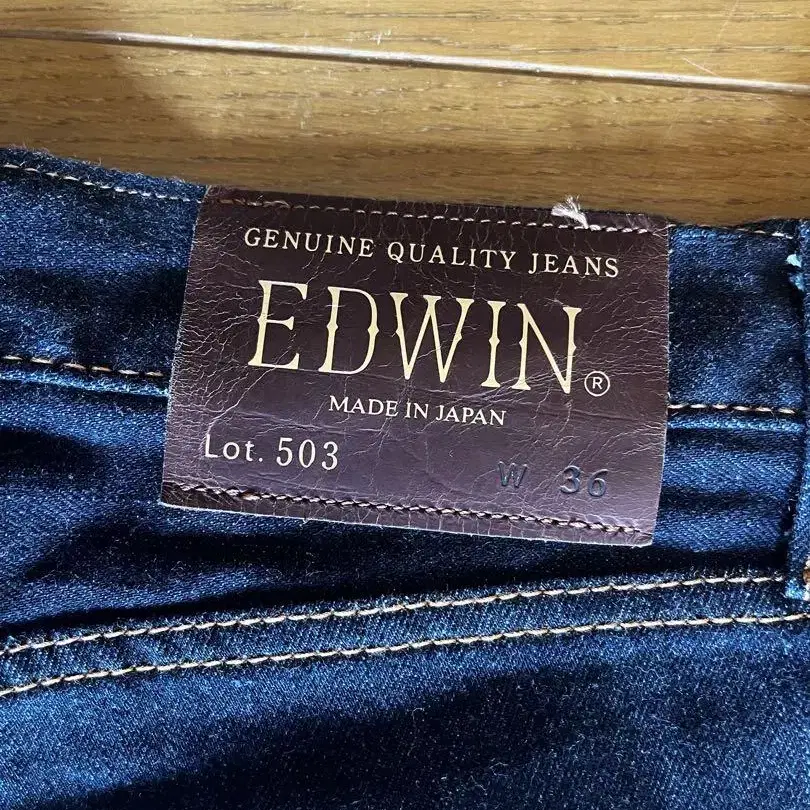 GENUINE QUALITY JEANS
EDWIN®
MADE IN JAPAN
Lot. 503 W 36